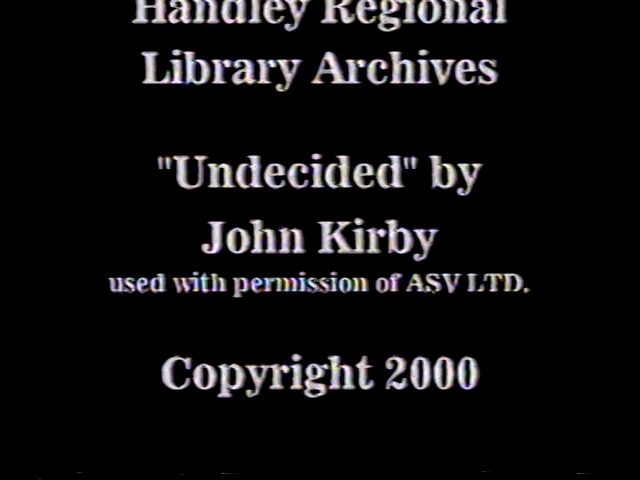 Handley Regional
Library Archives
"Undecided" by
John Kirby
used with permission of ASV LTD.
Copyright 2000